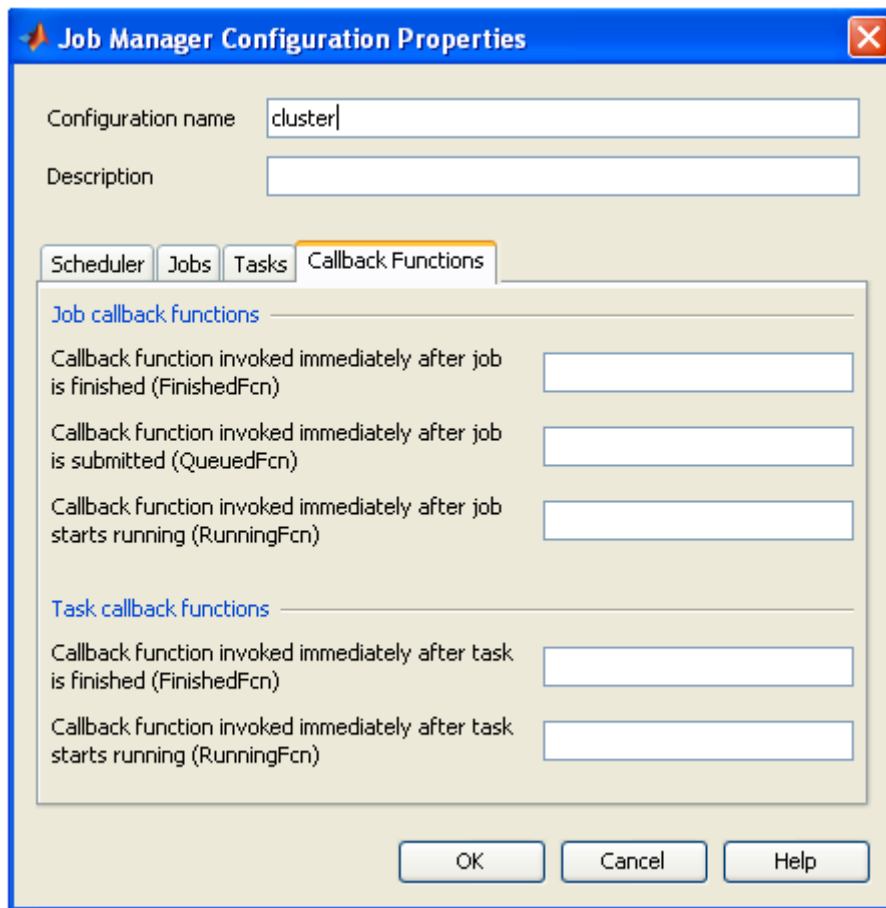 Job Manager Configuration Properties
Configuration name cluster
Description
Scheduler Jobs Tasks Callback Functions
Job callback functions
Callback function invoked immediately after job
is finished (FinishedFcn)
Callback function invoked immediately after job
is submitted (QueuedFcn)
Callback function invoked immediately after job
starts running (RunningFcn)
Task callback functions
Callback function invoked immediately after task
is finished (FinishedFcn)
Callback function invoked immediately after task
starts running (RunningFcn)
OK Cancel Help